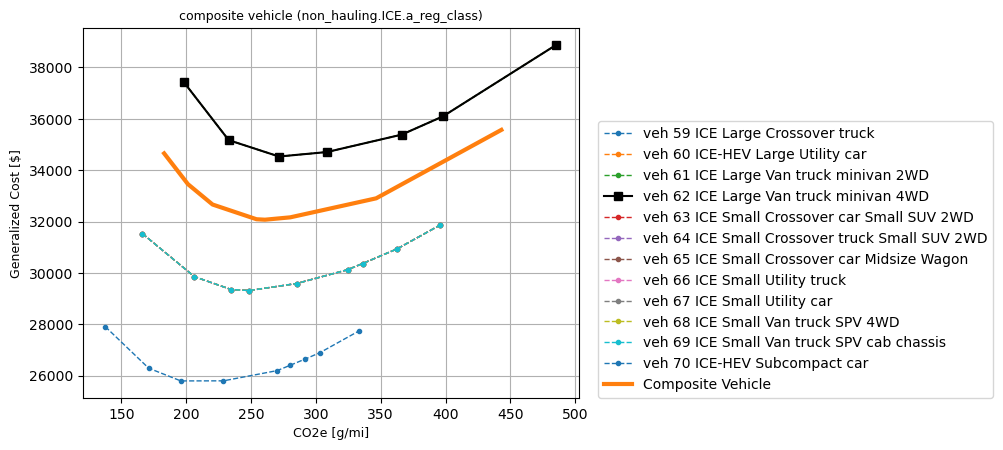 composite vehicle (non_hauling.ICE.a_reg_class)
Generalized Cost [$]
38000
36000
34000
32000
30000
28000
26000
150
200
250
300
350
400
450
500
CO2e [g/mi]
veh 59 ICE Large Crossover truck
veh 60 ICE-HEV Large Utility car
veh 61 ICE Large Van truck minivan 2WD
veh 62 ICE Large Van truck minivan 4WD
veh 63 ICE Small Crossover car Small SUV 2WD
veh 64 ICE Small Crossover truck Small SUV 2WD
veh 65 ICE Small Crossover car Midsize Wagon
veh 66 ICE Small Utility truck
veh 67 ICE Small Utility car
veh 68 ICE Small Van truck SPV 4WD
veh 69 ICE Small Van truck SPV cab chassis
veh 70 ICE-HEV Subcompact car
Composite Vehicle